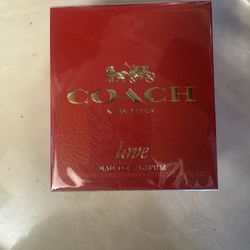 COACH
NEW YORK
love
EAU DE PARFUM